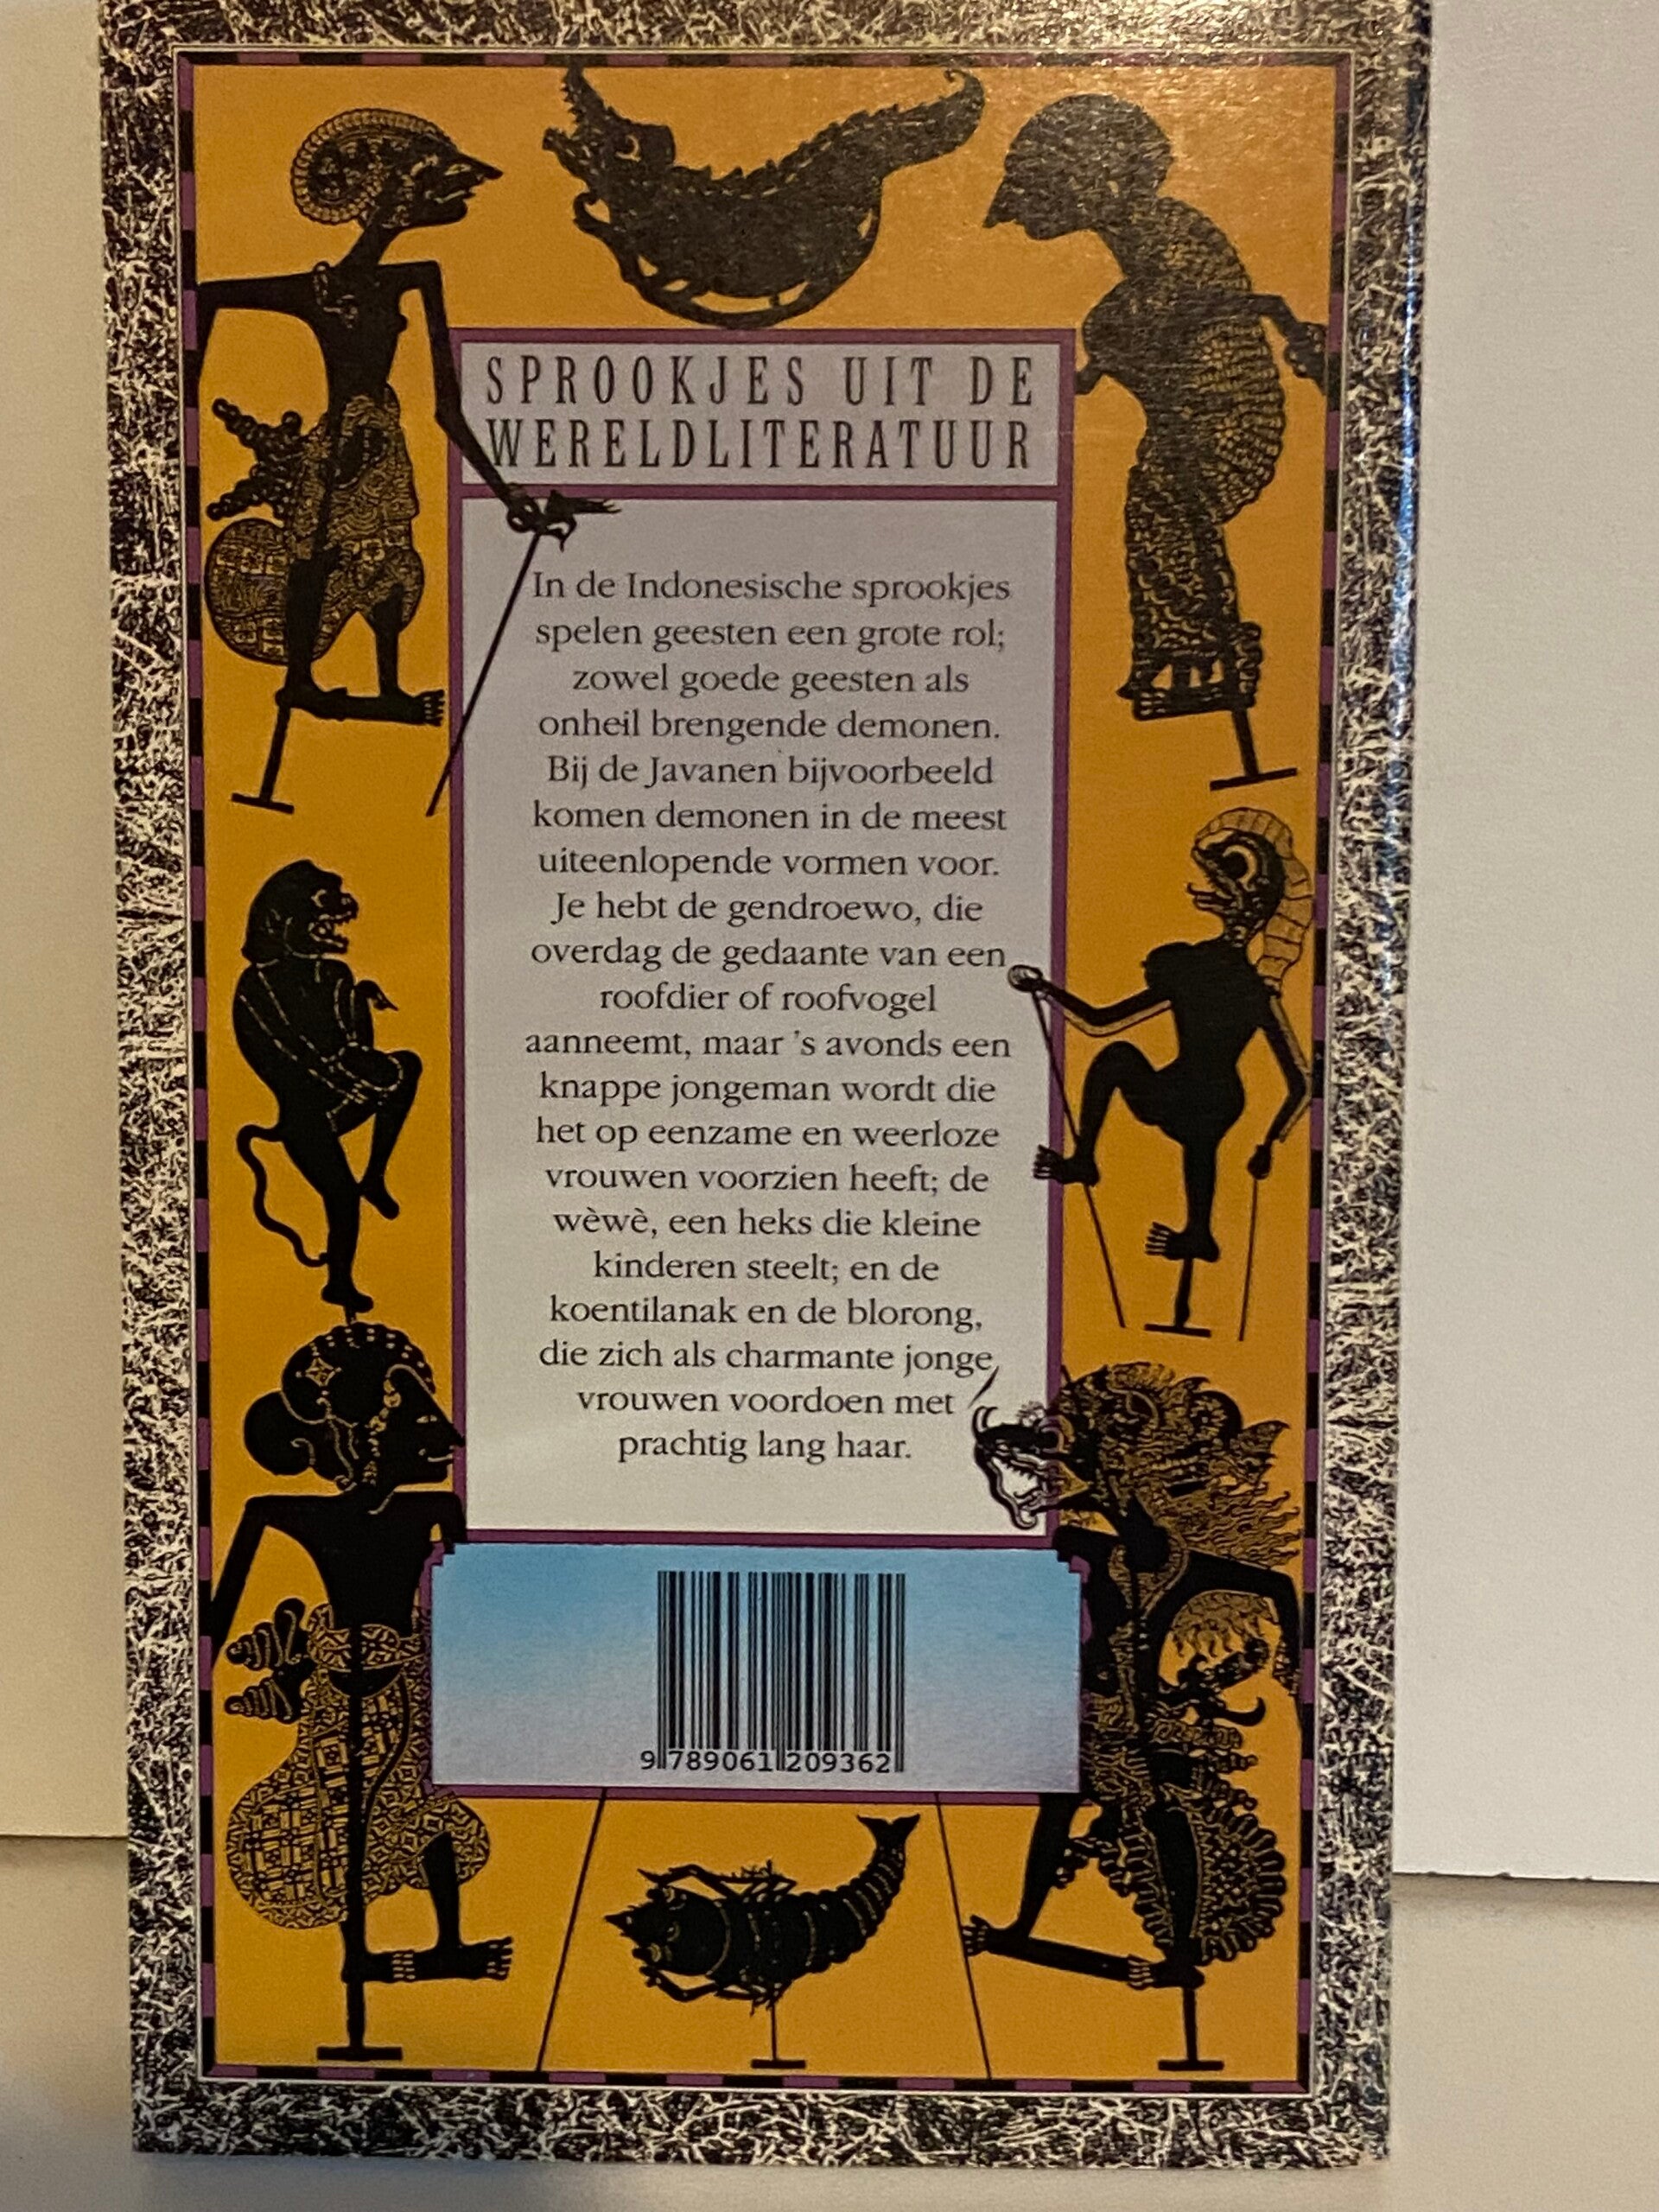 SPROOKJES UIT DE
WERELDLITERATUUR
In de Indonesische sprookjes
spelen geesten een grote rol;
zowel goede geesten als
onheil brengende demonen.
Bij de Javanen bijvoorbeeld
komen demonen in de meest
uiteenlopende vormen voor.
Je hebt de gendroewo, die
overdag de gedaante van een
roofdier of roofvogel
aanneemt, maar 's avonds een
knappe jongeman wordt die
het op eenzame en weerloze
vrouwen voorzien heeft; de
wèwè, een heks die kleine
kinderen steelt; en de
koentilanak en de blorong,
die zich als charmante jonge
vrouwen voordoen met
prachtig lang haar.
9 789061 209362